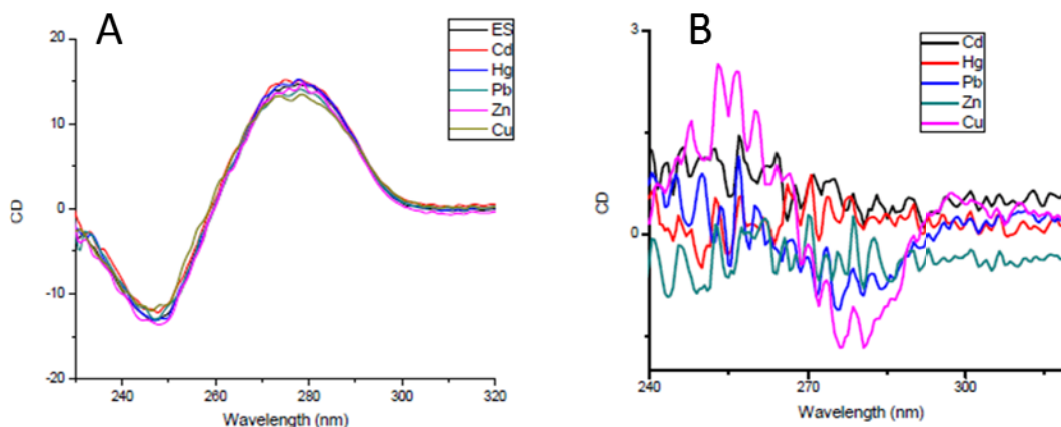 A
ES
Cd
Hg
Pb
Zn
Cu
20
10
0
-10
-20
CD
240
260
280
300
320
Wavelength (nm)
B
Cd
Hg
Pb
Zn
Cu
3
0
CD
240
270
300
Wavelength (nm)